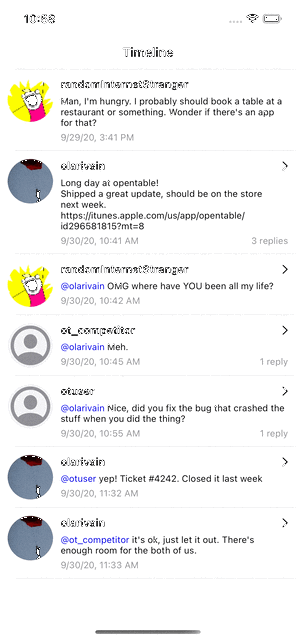 10:58
Timeline
randomInternetStranger
Man, I'm hungry. I probably should book a table at a
restaurant or something. Wonder if there's an app
for that?
9/29/20, 3:41 PM
olarivain
Long day at opentable!
Shipped a great update, should be on the store
next week.
https://itunes.apple.com/us/app/opentable/
id296581815?mt=8
9/30/20, 10:41 AM 3 replies
randomInternetStranger
@olarivain OMG where have YOU been all my life?
9/30/20, 10:42 AM
ot_competitor
@olarivain Meh.
9/30/20, 10:45 AM 1 reply
otuser
@olarivain Nice, did you fix the bug that crashed the
stuff when you did the thing?
9/30/20, 10:55 AM 1 reply
olarivain
@otuser yep! Ticket #4242. Closed it last week
9/30/20, 11:32 AM
olarivain
@ot_competitor it's ok, just let it out. There's
enough room for the both of us.
9/30/20, 11:33 AM